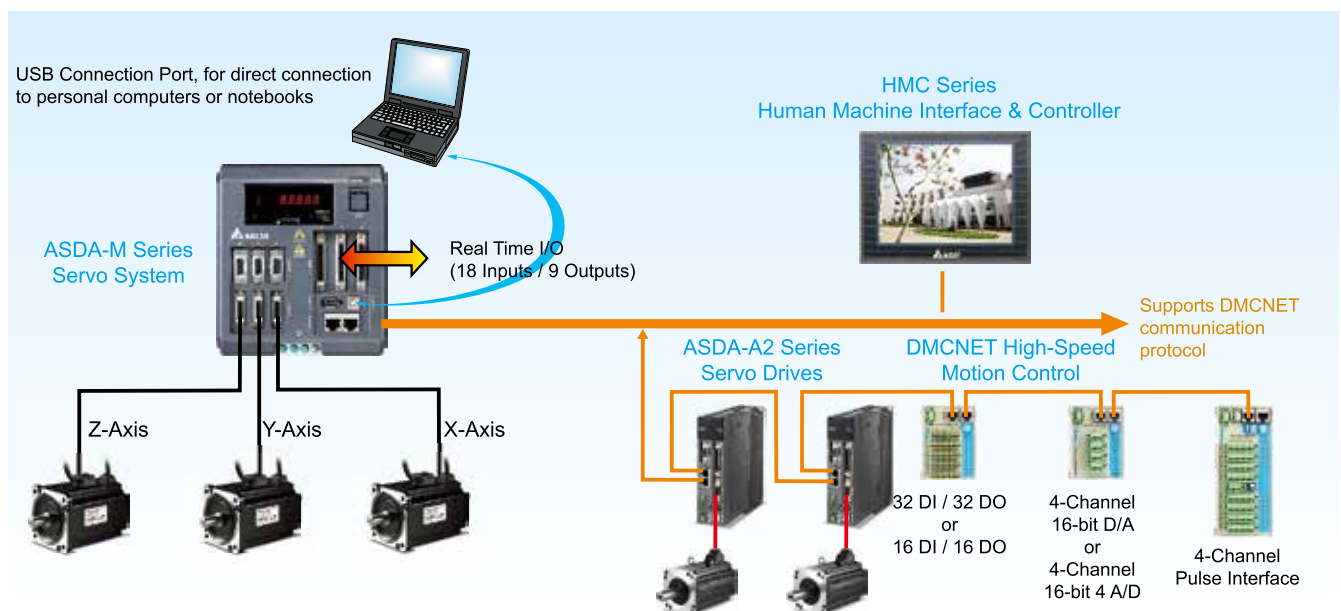 USB Connection Port, for direct connection
to personal computers or notebooks
HMC Series
Human Machine Interface & Controller
ASDA-M Series
Servo System
Real Time I/O
(18 Inputs / 9 Outputs)
Supports DMCNET
communication
protocol
ASDA-A2 Series
Servo Drives
DMCNET High-Speed
Motion Control
Z-Axis
Y-Axis
X-Axis
32 DI / 32 DO
or
16 DI / 16 DO
4-Channel
16-bit D/A
or
4-Channel
16-bit 4 A/D
4-Channel
Pulse Interface